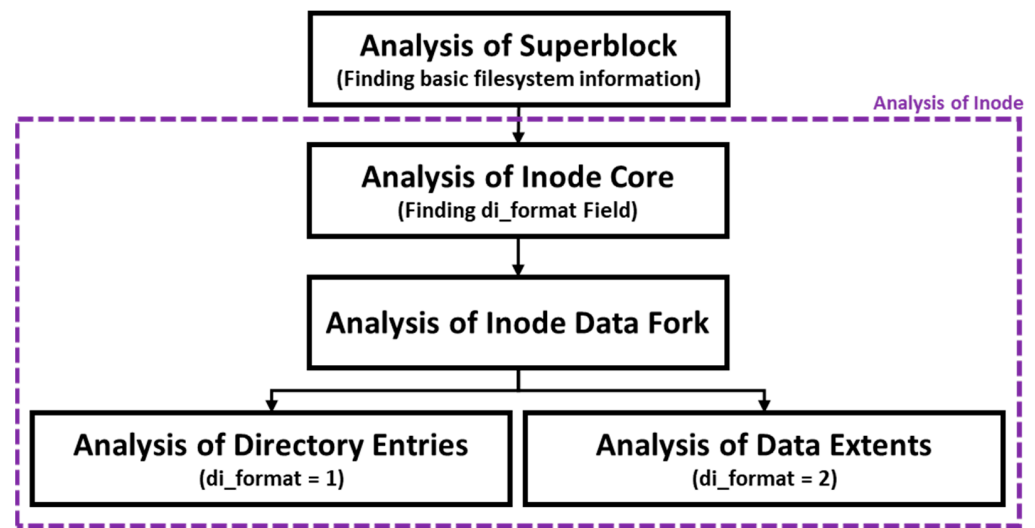 Analysis of Superblock
(Finding basic filesystem information)
Analysis of Inode
Analysis of Inode Core
(Finding di_format Field)
Analysis of Inode Data Fork
Analysis of Directory Entries
(di_format = 1)
Analysis of Data Extents
(di_format = 2)